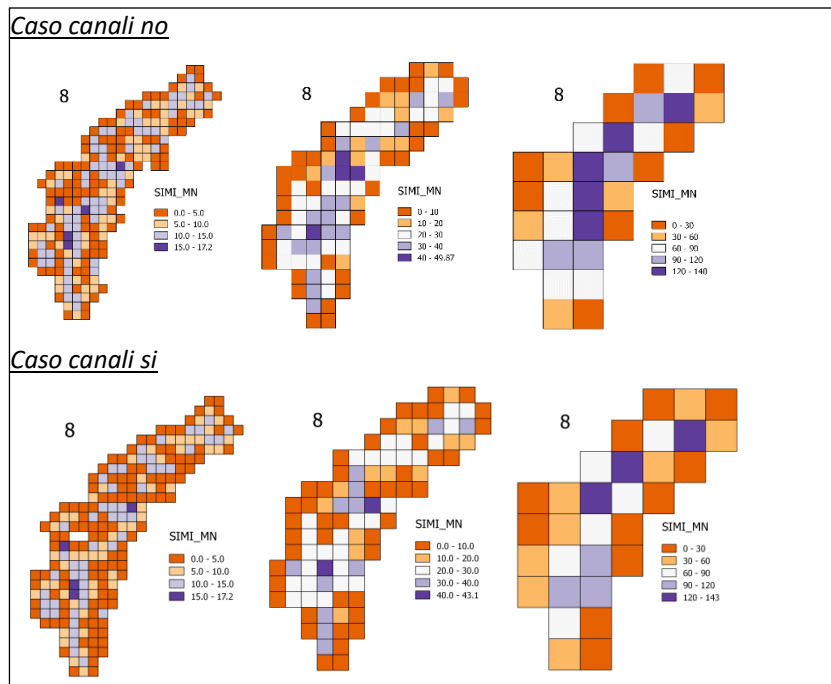 Caso canali no
8
SIMI_MN
0.0 - 5.0
5.0 - 10.0
10.0 - 15.0
15.0 - 17.2
8
SIMI_MN
0 - 10
10 - 20
20 - 30
30 - 40
40 - 49.87
8
SIMI_MN
0 - 30
30 - 60
60 - 90
90 - 120
120 - 140
Caso canali si
8
SIMI_MN
0.0 - 5.0
5.0 - 10.0
10.0 - 15.0
15.0 - 17.2
8
SIMI_MN
0.0 - 10.0
10.0 - 20.0
20.0 - 30.0
30.0 - 40.0
40.0 - 43.1
8
SIMI_MN
0 - 30
30 - 60
60 - 90
90 - 120
120 - 143